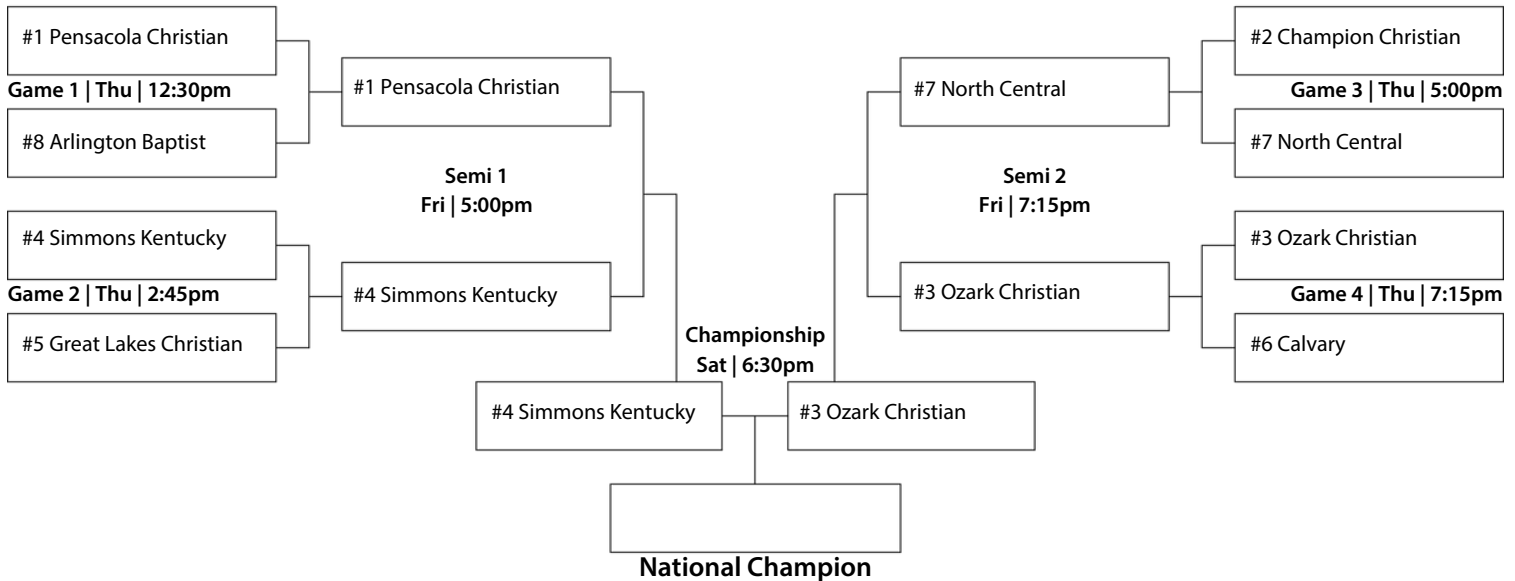 #1 Pensacola Christian
Game 1 | Thu | 12:30pm
#8 Arlington Baptist
#4 Simmons Kentucky
Game 2 | Thu | 2:45pm
#5 Great Lakes Christian
#1 Pensacola Christian
Semi 1
Fri | 5:00pm
#4 Simmons Kentucky
Championship
Sat | 6:30pm
#4 Simmons Kentucky
#3 Ozark Christian
National Champion
#7 North Central
Semi 2
Fri | 7:15pm
#3 Ozark Christian
#2 Champion Christian
Game 3 | Thu | 5:00pm
#7 North Central
#3 Ozark Christian
Game 4 | Thu | 7:15pm
#6 Calvary